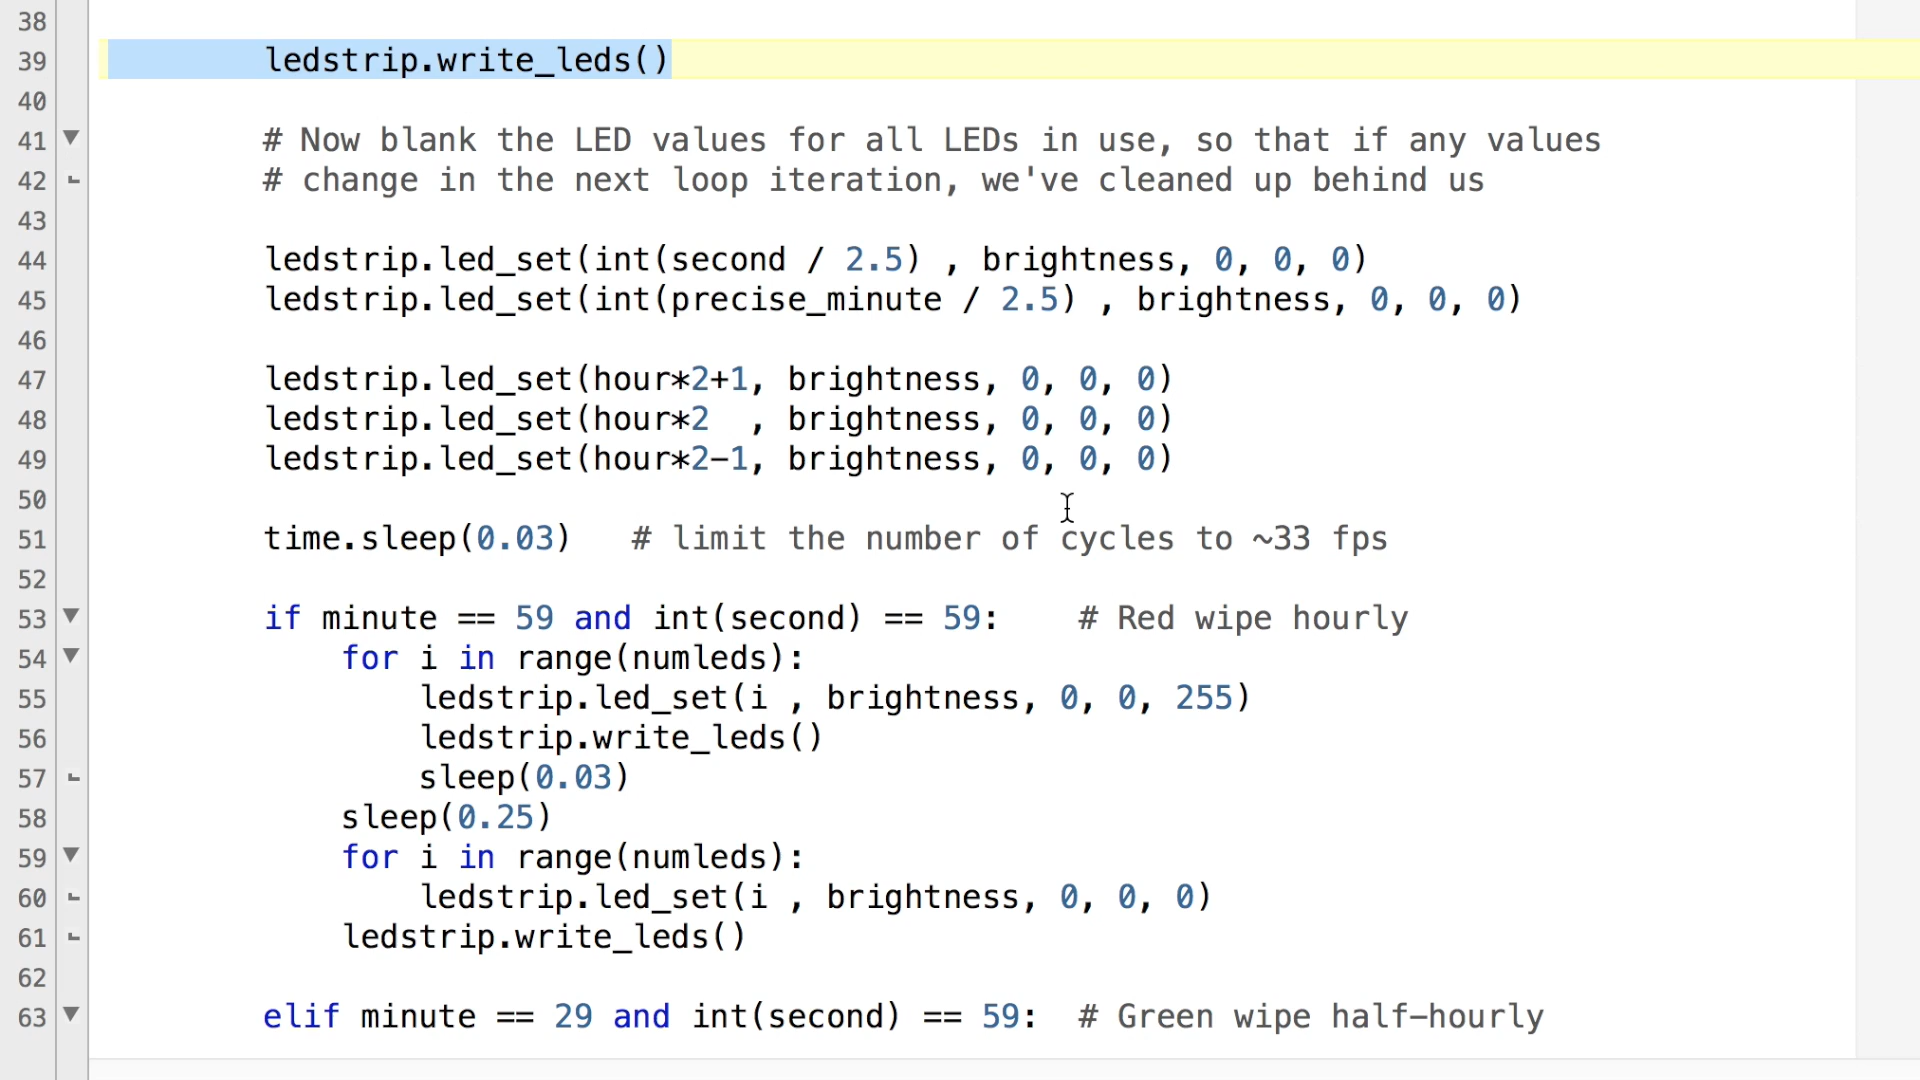 38
39 ledstrip.write_leds()
40
41 # Now blank the LED values for all LEDs in use, so that if any values
42 # change in the next loop iteration, we've cleaned up behind us
43
44 ledstrip.led_set(int(second / 2.5) , brightness, 0, 0, 0)
45 ledstrip.led_set(int(precise_minute / 2.5) , brightness, 0, 0, 0)
46
47 ledstrip.led_set(hour*2+1, brightness, 0, 0, 0)
48 ledstrip.led_set(hour*2  , brightness, 0, 0, 0)
49 ledstrip.led_set(hour*2-1, brightness, 0, 0, 0)
50
51 time.sleep(0.03)   # limit the number of cycles to ~33 fps
52
53 if minute == 59 and int(second) == 59:    # Red wipe hourly
54     for i in range(numleds):
55         ledstrip.led_set(i , brightness, 0, 0, 255)
56         ledstrip.write_leds()
57         sleep(0.03)
58     sleep(0.25)
59     for i in range(numleds):
60         ledstrip.led_set(i , brightness, 0, 0, 0)
61     ledstrip.write_leds()
62
63 elif minute == 29 and int(second) == 59:  # Green wipe half-hourly